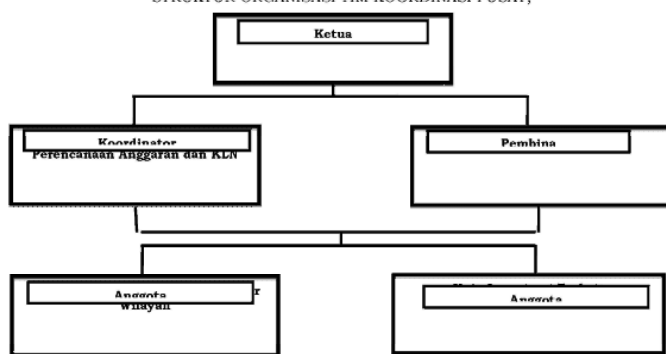 STRUKTUR ORGANISASI TIM KOORDINASI PUSAT,
Ketua
Koordinator
Perencanaan Anggaran dan KLN
Pembina
Anggota
Wilayah
Anggota